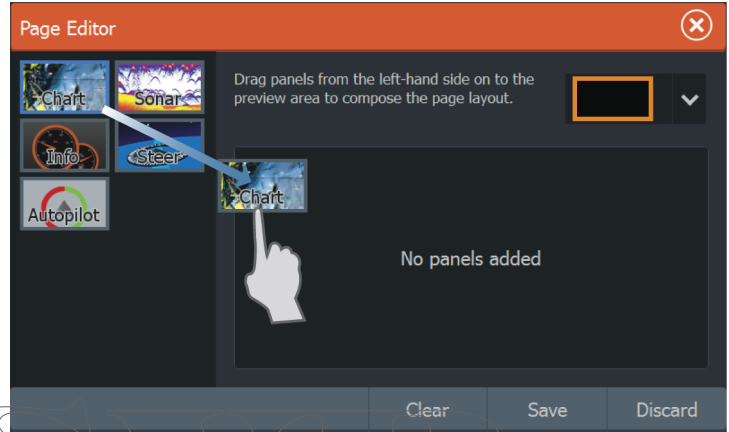 Page Editor
Chart
Sonar
Drag panels from the left-hand side on to the
preview area to compose the page layout.
Info
Steer
Chart
Autopilot
No panels added
Clear
Save
Discard